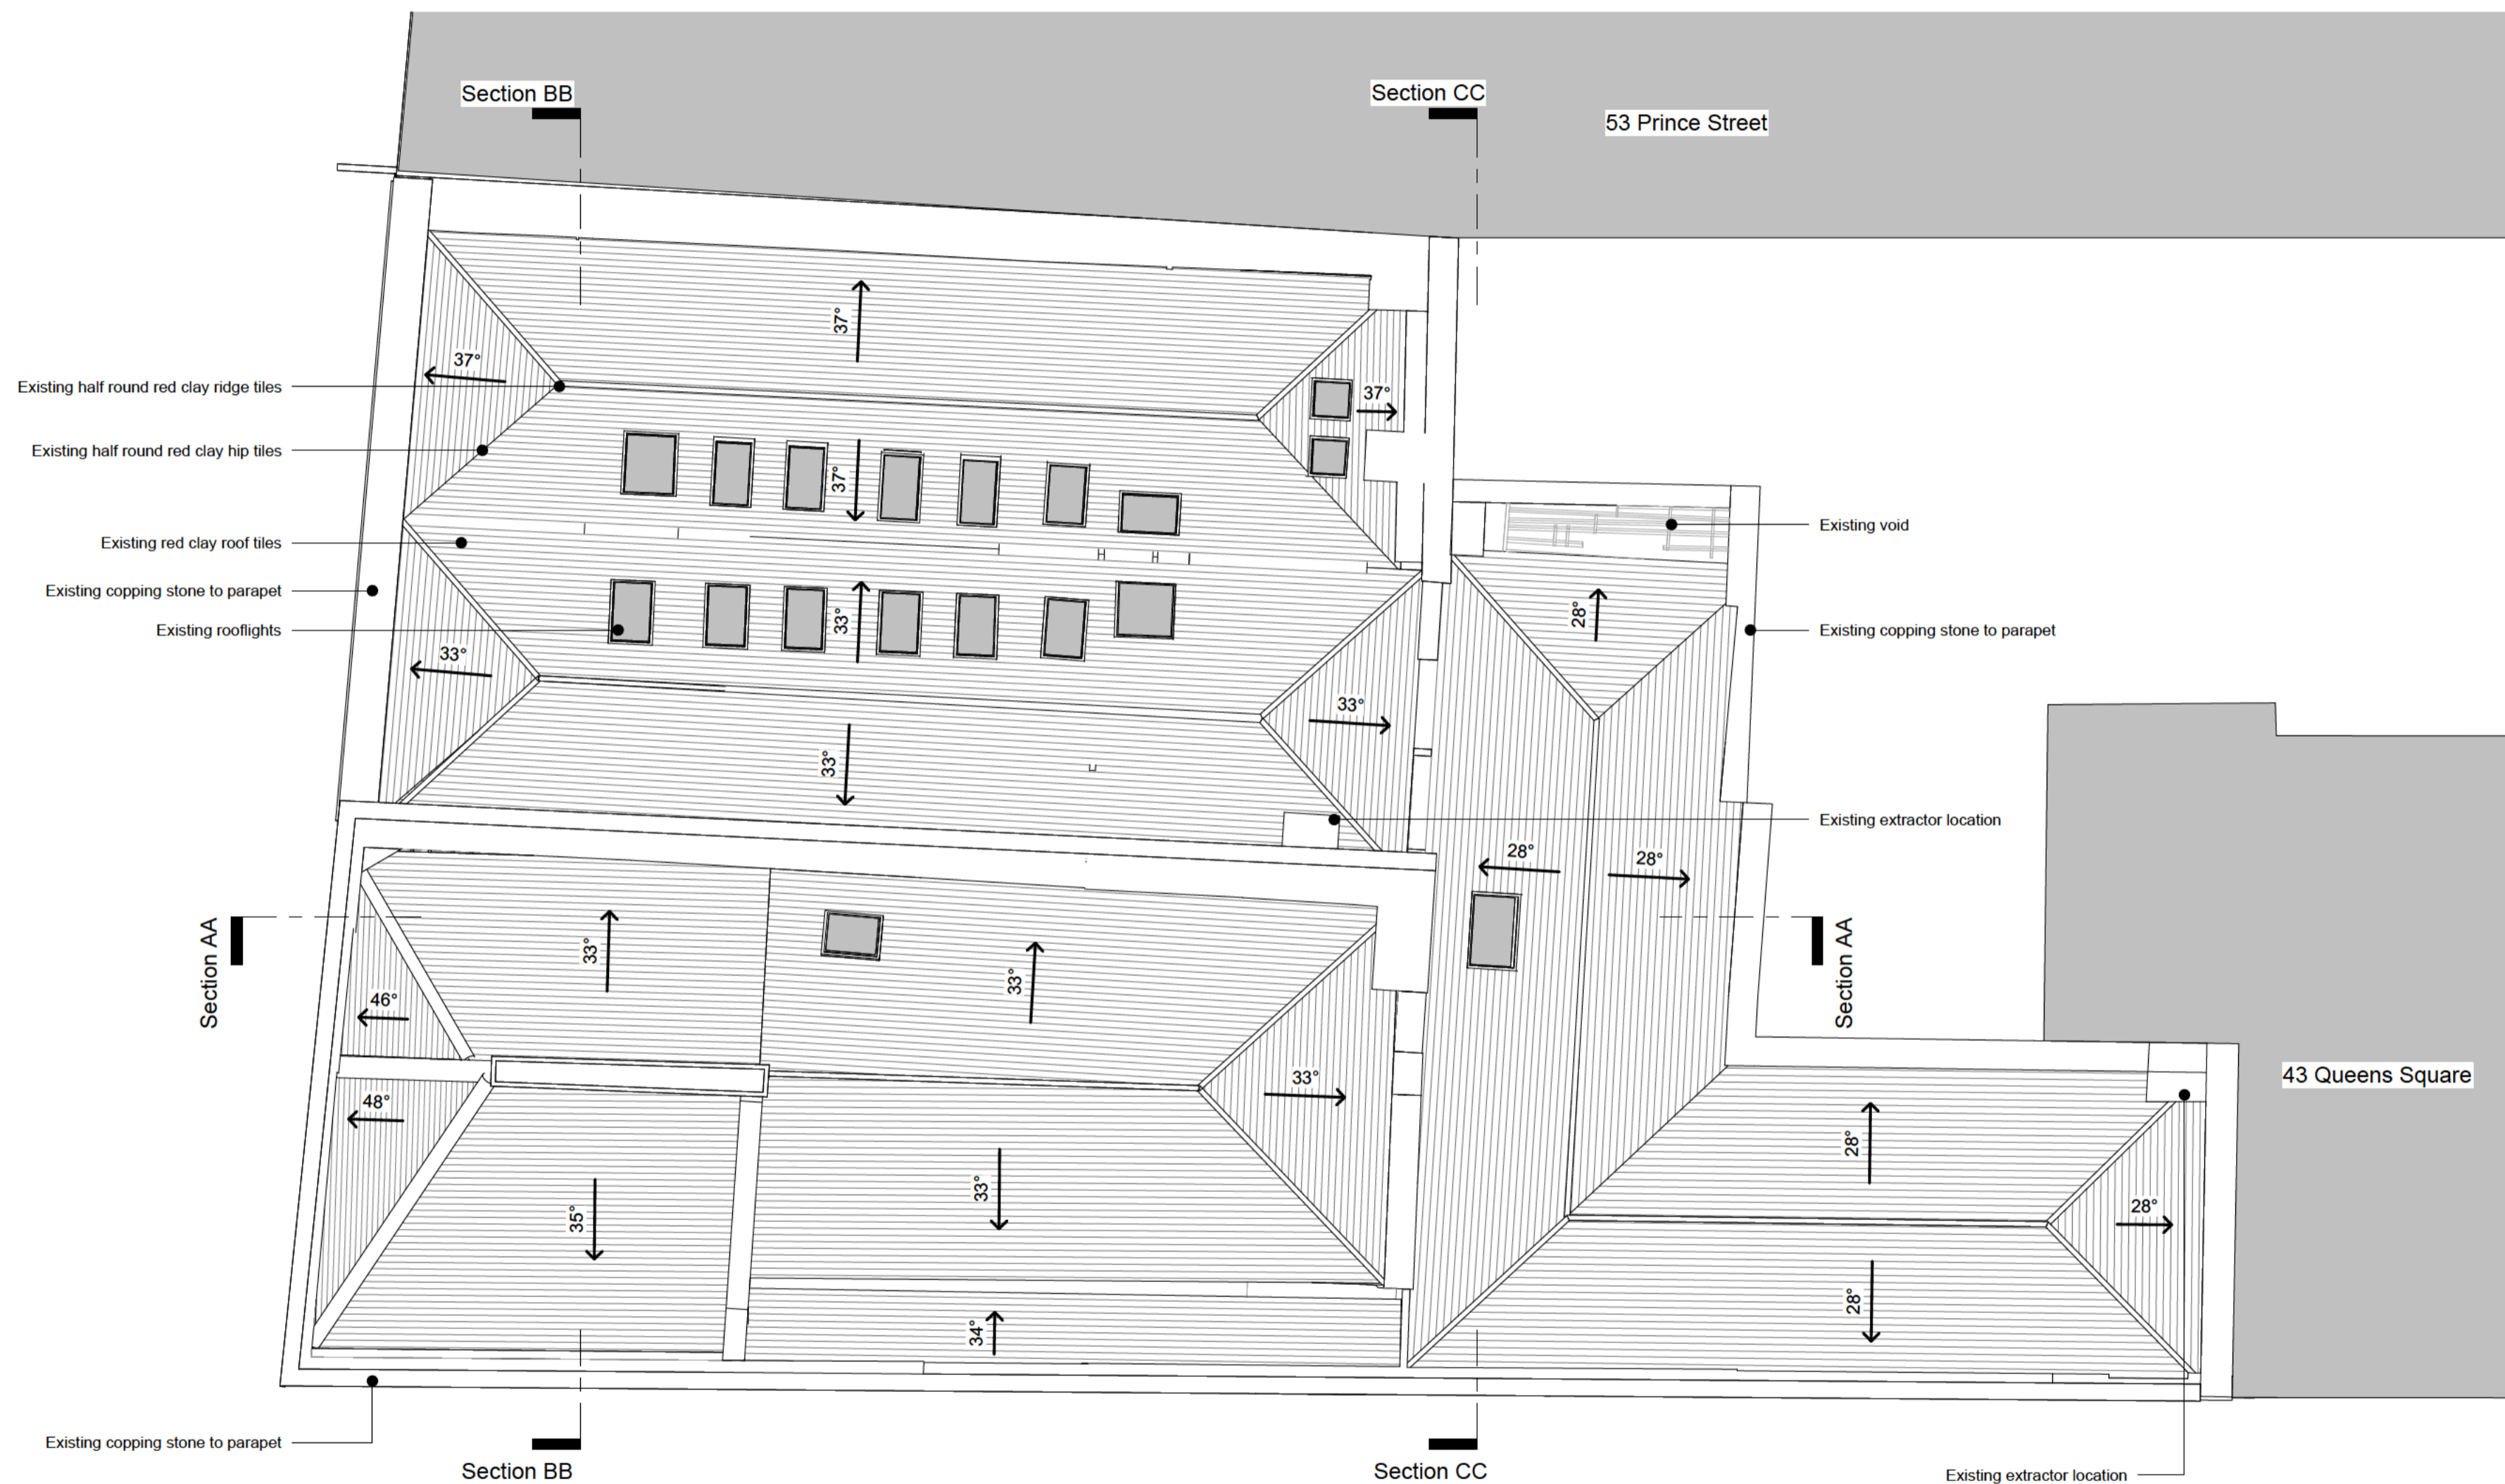 Section BB
Section CC
53 Prince Street
37°
37°
37°
Existing half round red clay ridge tiles
Existing half round red clay hip tiles
37°
Existing void
Existing red clay roof tiles
Existing copping stone to parapet
Existing rooflights
33°
28°
Existing copping stone to parapet
33°
33°
33°
Existing extractor location
28°
28°
Section AA
33°
33°
Section AA
46°
33°
43 Queens Square
48°
28°
33°
35°
28°
28°
34°
Existing copping stone to parapet
Section BB
Section CC
Existing extractor location